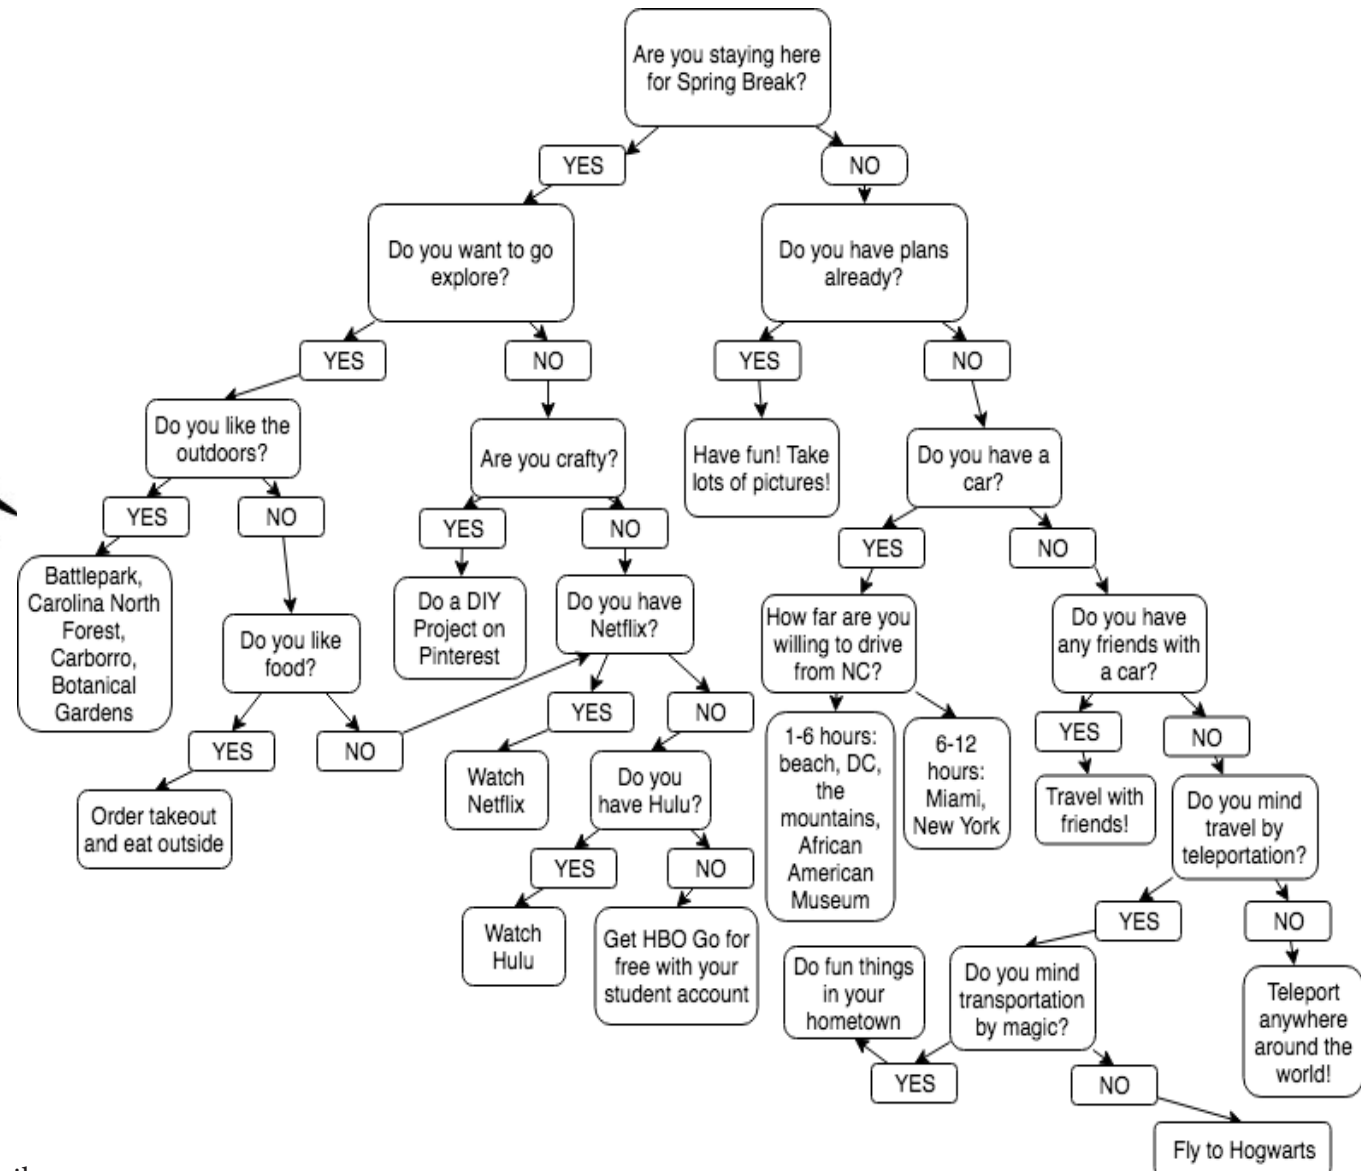 Are you staying here
for Spring Break?
YES
NO
Do you want to go
explore?
Do you have plans
already?
YES
NO
YES
NO
Do you like the
outdoors?
Are you crafty?
Have fun! Take
lots of pictures!
Do you have a
car?
YES
NO
YES
NO
YES
NO
Battlepark,
Carolina North
Forest,
Carborro,
Botanical
Gardens
Do you like
food?
Do a DIY
Project on
Pinterest
Do you have
Netflix?
How far are you
willing to drive
from NC?
Do you have
any friends with
a car?
YES
NO
YES
NO
YES
NO
Order takeout
and eat outside
Watch
Netflix
Do you
have Hulu?
1-6 hours:
beach, DC,
the
mountains,
African
American
Museum
6-12
hours:
Miami,
New York
Travel with
friends!
Do you mind
travel by
teleportation?
YES
NO
YES
NO
Watch
Hulu
Get HBO Go for
free with your
student account
Do fun things
in your
hometown
Do you mind
transportation
by magic?
Teleport
anywhere
around the
world!
YES
NO
Fly to Hogwarts